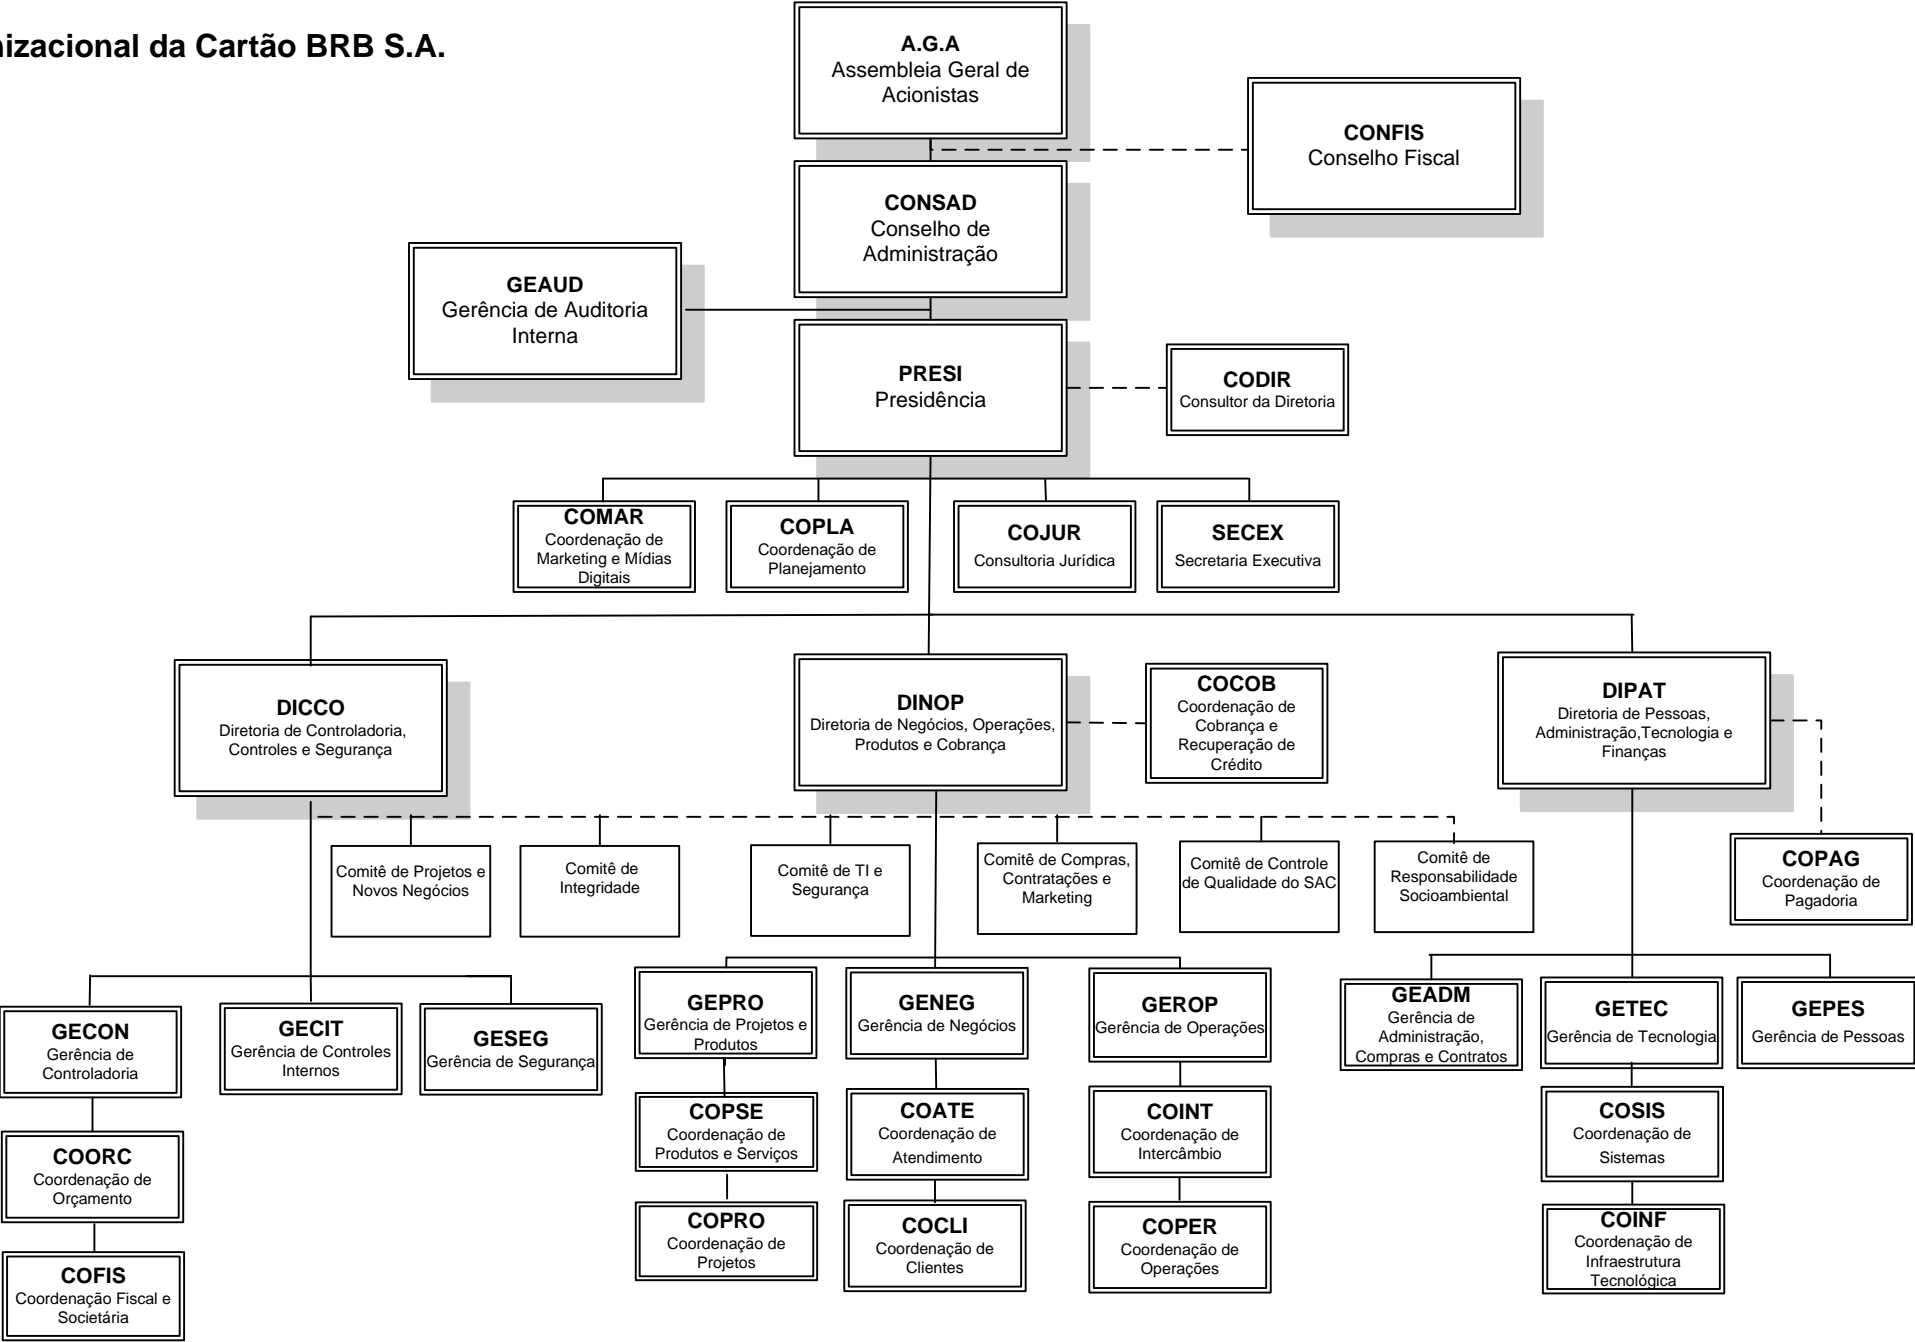 nizacional da Cartão BRB S.A.
A.G.A
Assembleia Geral de
Acionistas
CONFIS
Conselho Fiscal
CONSAD
Conselho de
Administração
GEAUD
Gerência de Auditoria
Interna
PRESI
Presidência
CODIR
Consultor da Diretoria
COMAR
Coordenação de
Marketing e Mídias
Digitais
COPLA
Coordenação de
Planejamento
COJUR
Consultoria Jurídica
SECEX
Secretaria Executiva
DICCO
Diretoria de Controladoria,
Controles e Segurança
DINOP
Diretoria de Negócios, Operações,
Produtos e Cobrança
COCOB
Coordenação de
Cobrança e
Recuperação de
Crédito
DIPAT
Diretoria de Pessoas,
Administração,Tecnologia e
Finanças
Comitê de Projetos e
Novos Negócios
Comitê de
Integridade
Comitê de TI e
Segurança
Comitê de Compras,
Contratações e
Marketing
Comitê de Controle
de Qualidade do SAC
Comitê de
Responsabilidade
Socioambiental
COPAG
Coordenação de
Pagadoria
GECON
Gerência de
Controladoria
GECIT
Gerência de Controles
Internos
GESEG
Gerência de Segurança
GEPRO
Gerência de Projetos e
Produtos
GENEG
Gerência de Negócios
GEROP
Gerência de Operações
GEADM
Gerência de
Administração,
Compras e Contratos
GETEC
Gerência de Tecnologia
GEPES
Gerência de Pessoas
COORC
Coordenação de
Orçamento
COPSE
Coordenação de
Produtos e Serviços
COATE
Coordenação de
Atendimento
COINT
Coordenação de
Intercâmbio
COSIS
Coordenação de
Sistemas
COFIS
Coordenação Fiscal e
Societária
COPRO
Coordenação de
Projetos
COCLI
Coordenação de
Clientes
COPER
Coordenação de
Operações
COINF
Coordenação de
Infraestrutura
Tecnológica